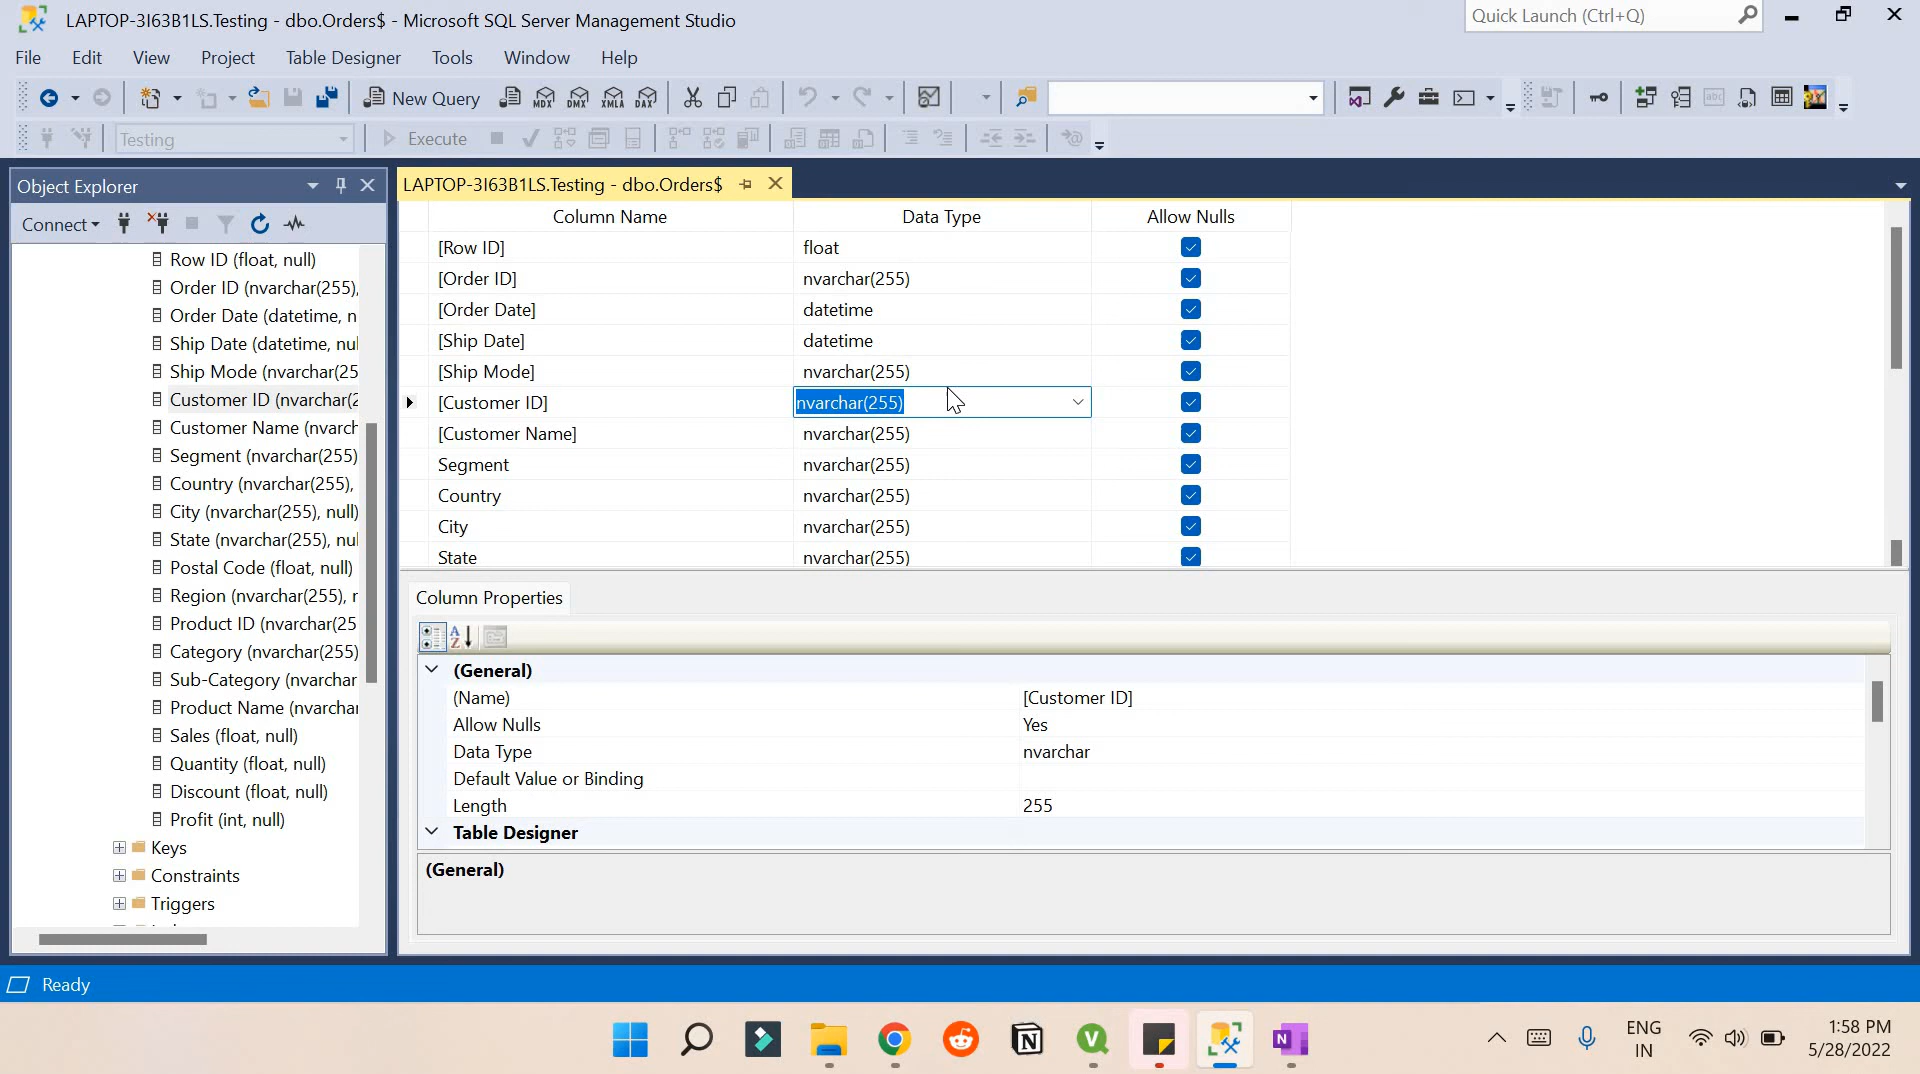 LAPTOP-3I63B1LS.Testing - dbo.Orders$ - Microsoft SQL Server Management Studio
Quick Launch (Ctrl+Q)
File Edit View Project Table Designer Tools Window Help
New Query MDX DMX XMLA DAX
Testing Execute
Object Explorer
Connect
Row ID (float, null)
Order ID (nvarchar(255),
Order Date (datetime, n
Ship Date (datetime, nul
Ship Mode (nvarchar(25
Customer ID (nvarchar(2
Customer Name (nvarch
Segment (nvarchar(255)
Country (nvarchar(255),
City (nvarchar(255), null)
State (nvarchar(255), nul
Postal Code (float, null)
Region (nvarchar(255), r
Product ID (nvarchar(25
Category (nvarchar(255)
Sub-Category (nvarchar
Product Name (nvarchar
Sales (float, null)
Quantity (float, null)
Discount (float, null)
Profit (int, null)
Keys
Constraints
Triggers
LAPTOP-3I63B1LS.Testing - dbo.Orders$
Column Name Data Type Allow Nulls
[Row ID] float
[Order ID] nvarchar(255)
[Order Date] datetime
[Ship Date] datetime
[Ship Mode] nvarchar(255)
[Customer ID] nvarchar(255)
[Customer Name] nvarchar(255)
Segment nvarchar(255)
Country nvarchar(255)
City nvarchar(255)
State nvarchar(255)
Column Properties
(General)
(Name) [Customer ID]
Allow Nulls Yes
Data Type nvarchar
Default Value or Binding
Length 255
Table Designer
(General)
Ready
ENG
IN
1:58 PM
5/28/2022